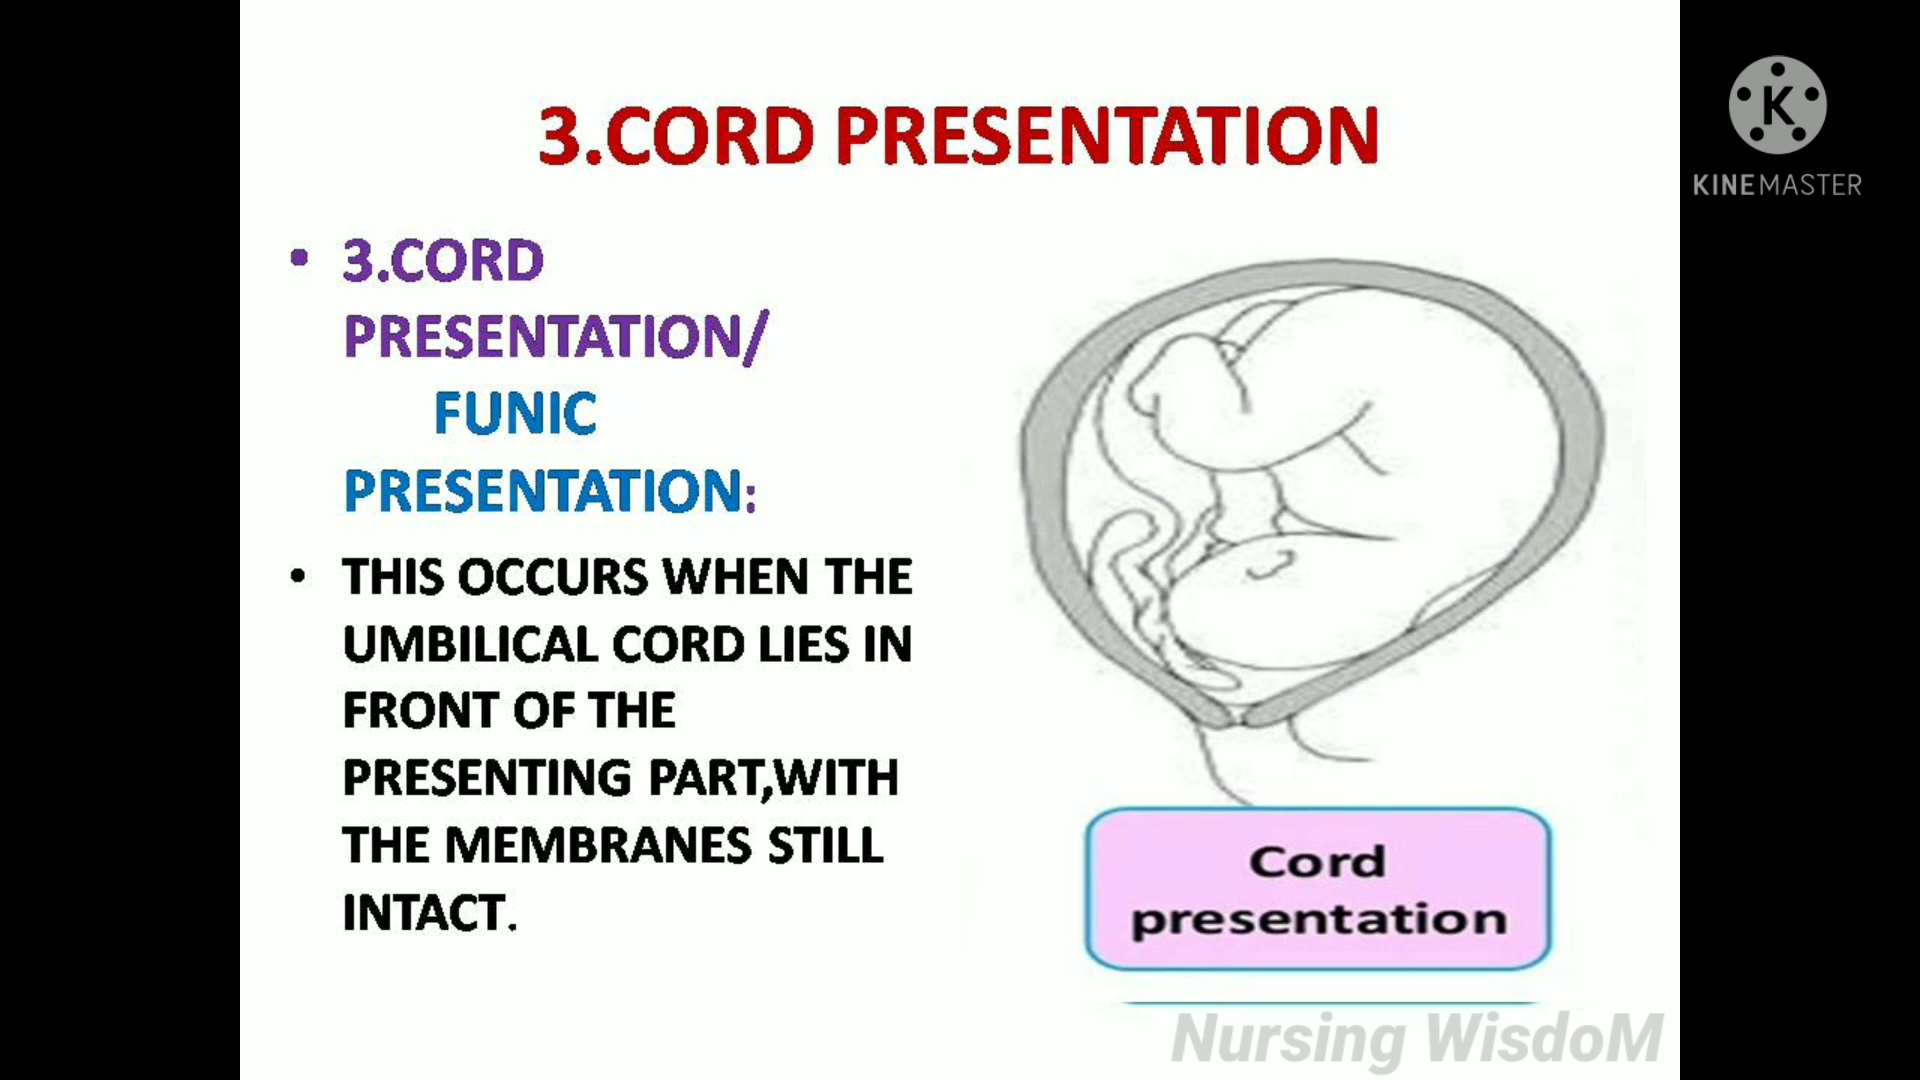 3.CORD PRESENTATION
K
KINEMASTER
• 3.CORD
PRESENTATION/
FUNIC
PRESENTATION:
• THIS OCCURS WHEN THE
UMBILICAL CORD LIES IN
FRONT OF THE
PRESENTING PART,WITH
THE MEMBRANES STILL
INTACT.
Cord
presentation
Nursing WisdoM